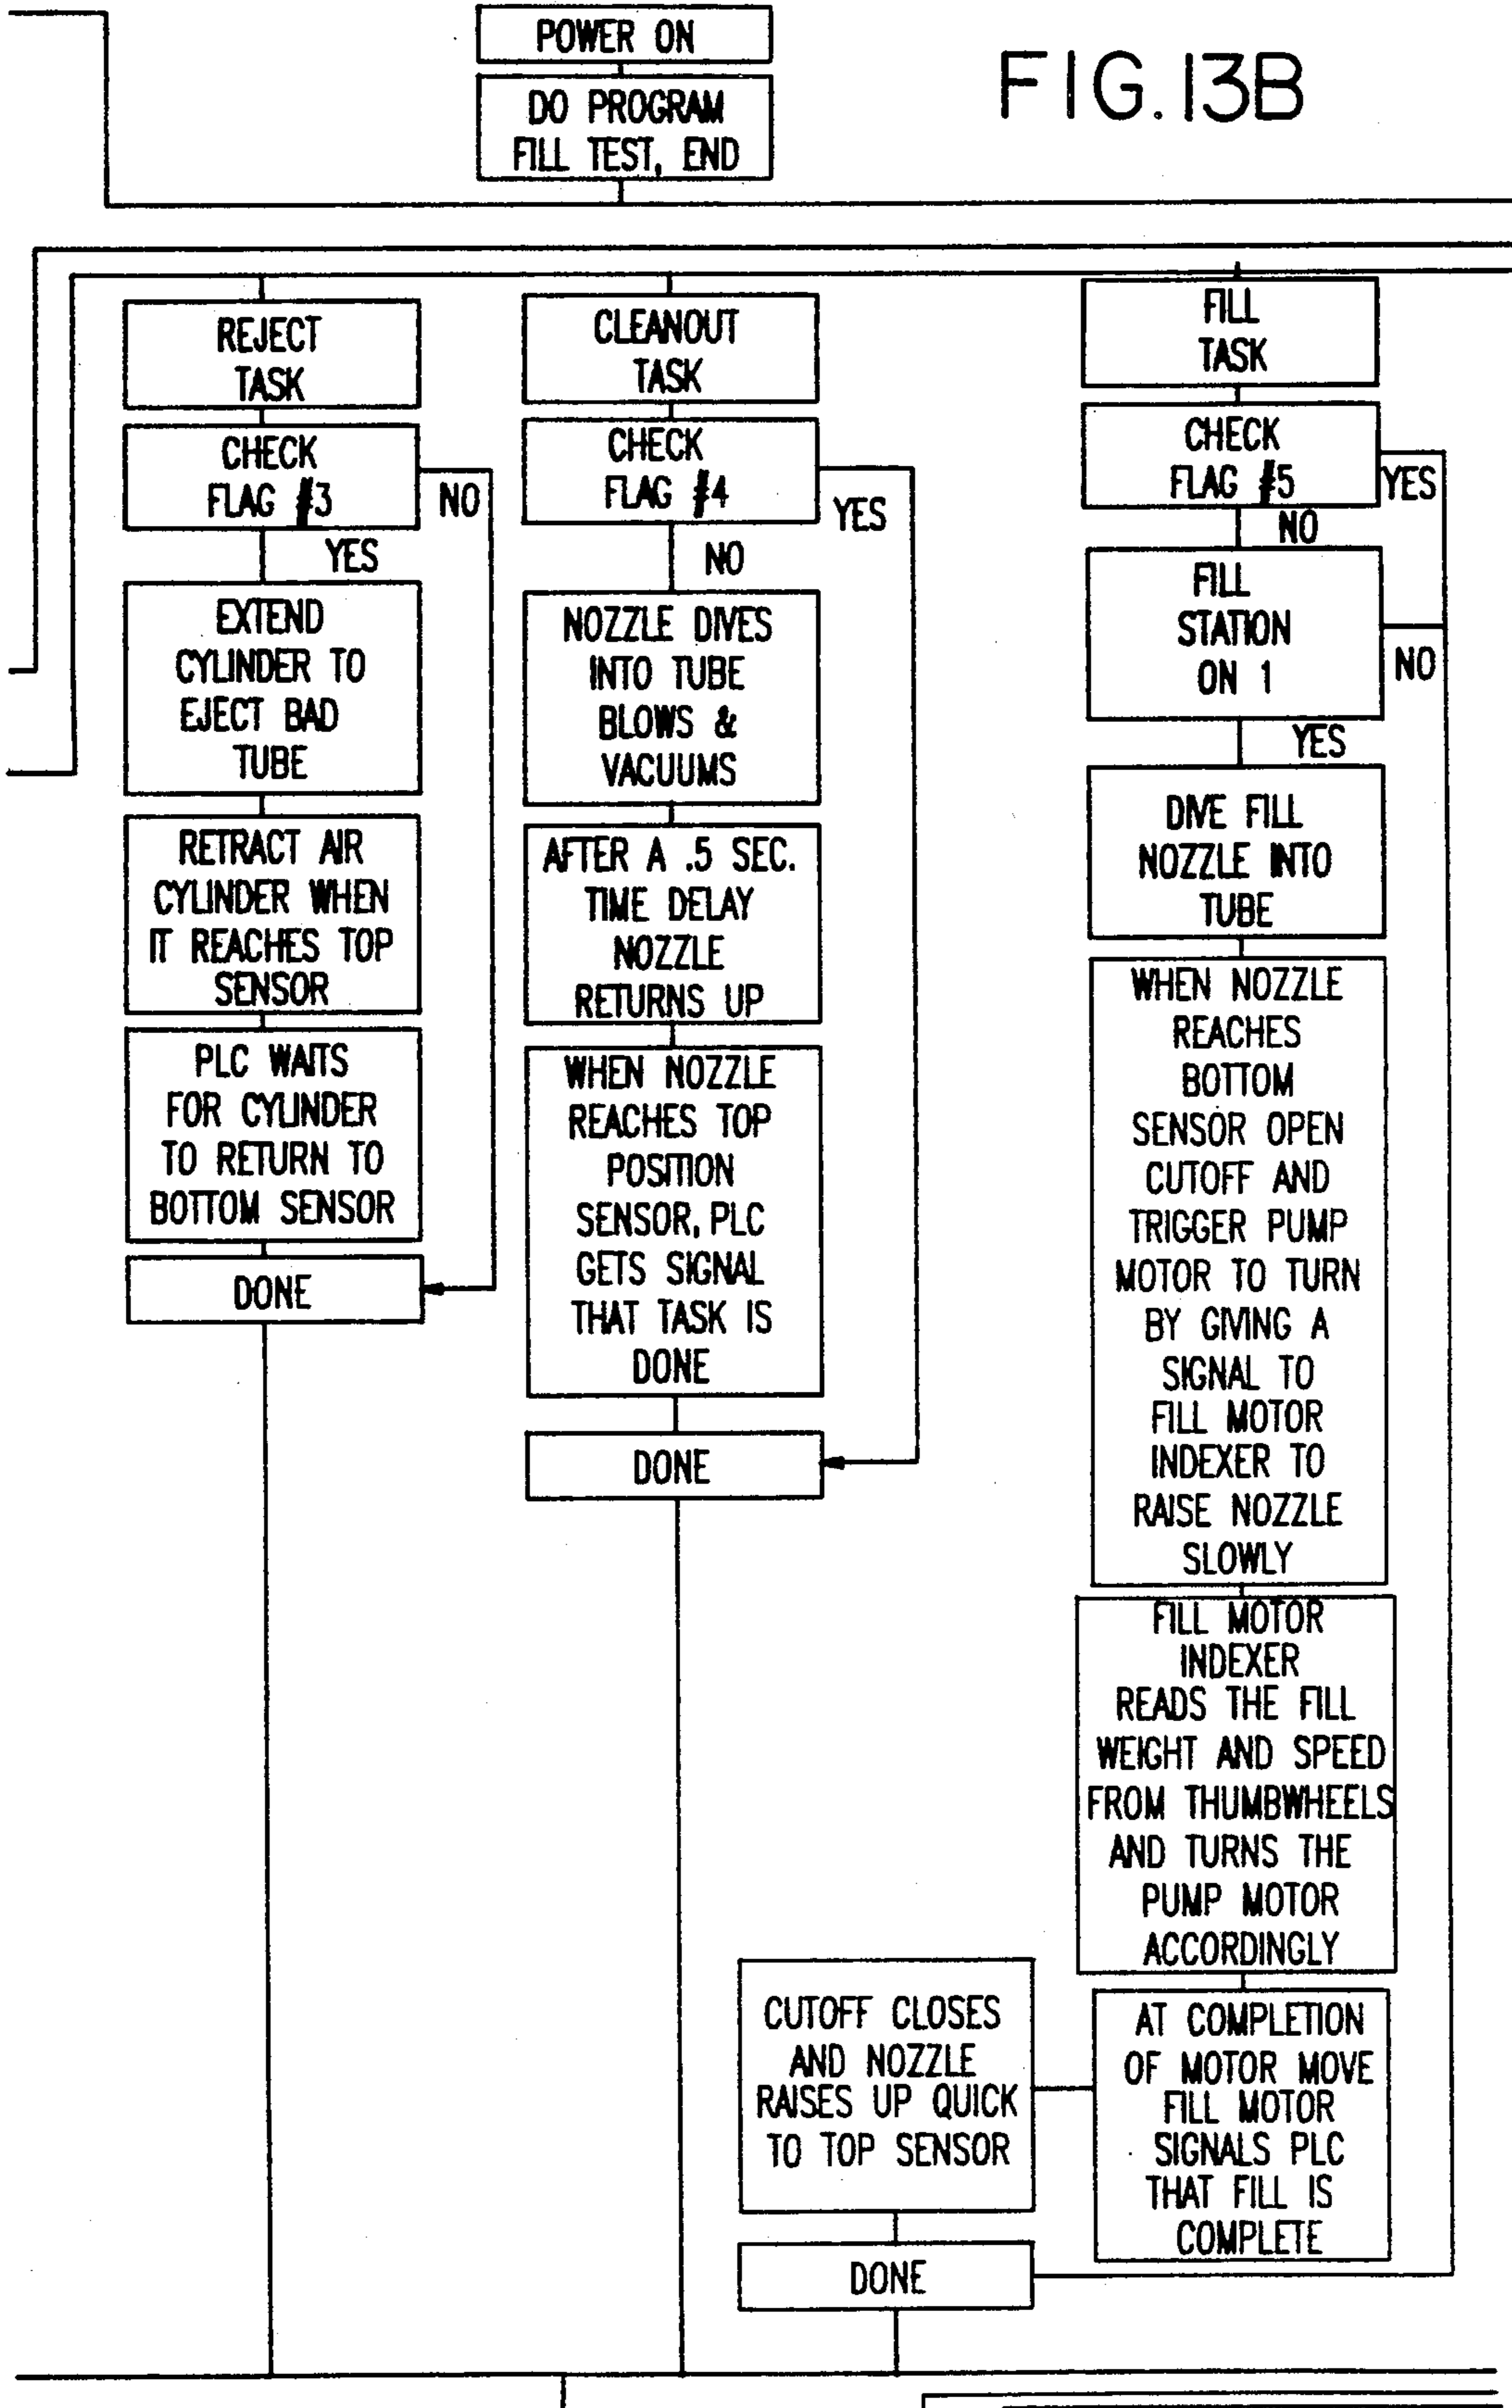 POWER ON
DO PROGRAM
FILL TEST, END
FIG. 13B
REJECT
TASK
CHECK
FLAG #3
NO
YES
EXTEND
CYLINDER TO
EJECT BAD
TUBE
RETRACT AIR
CYLINDER WHEN
IT REACHES TOP
SENSOR
PLC WAITS
FOR CYLINDER
TO RETURN TO
BOTTOM SENSOR
DONE
CLEANOUT
TASK
CHECK
FLAG #4
YES
NO
NOZZLE DIVES
INTO TUBE
BLOWS &
VACUUMS
AFTER A .5 SEC.
TIME DELAY
NOZZLE
RETURNS UP
WHEN NOZZLE
REACHES TOP
POSITION
SENSOR, PLC
GETS SIGNAL
THAT TASK IS
DONE
DONE
FILL
TASK
CHECK
FLAG #5
YES
NO
FILL
STATION
ON 1
NO
YES
DIVE FILL
NOZZLE INTO
TUBE
WHEN NOZZLE
REACHES
BOTTOM
SENSOR OPEN
CUTOFF AND
TRIGGER PUMP
MOTOR TO TURN
BY GIVING A
SIGNAL TO
FILL MOTOR
INDEXER TO
RAISE NOZZLE
SLOWLY
FILL MOTOR
INDEXER
READS THE FILL
WEIGHT AND SPEED
FROM THUMBWHEELS
AND TURNS THE
PUMP MOTOR
ACCORDINGLY
AT COMPLETION
OF MOTOR MOVE
FILL MOTOR
SIGNALS PLC
THAT FILL IS
COMPLETE
CUTOFF CLOSES
AND NOZZLE
RAISES UP QUICK
TO TOP SENSOR
DONE